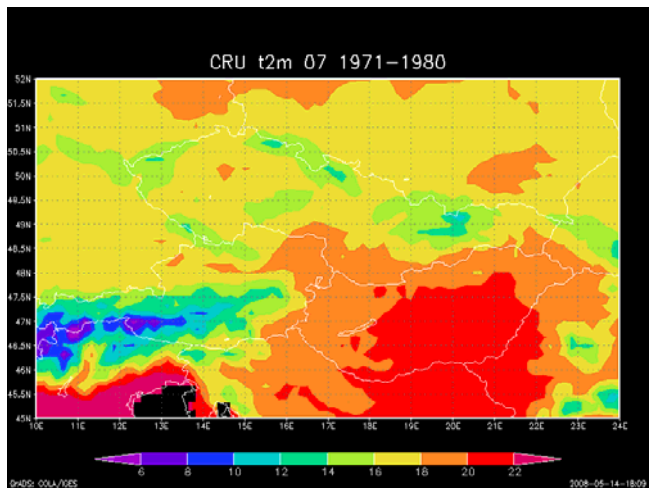 CRU t2m 07 1971-1980
52N
51.5N
51N
50.5N
50N
49.5N
49N
48.5N
48N
47.5N
47N
46.5N
46N
45.5N
45N
10E 11E 12E 13E 14E 15E 16E 17E 18E 19E 20E 21E 22E 23E 24E
6 8 10 12 14 16 18 20 22
GrADS: COLA/IGES 2008-05-14-18:09